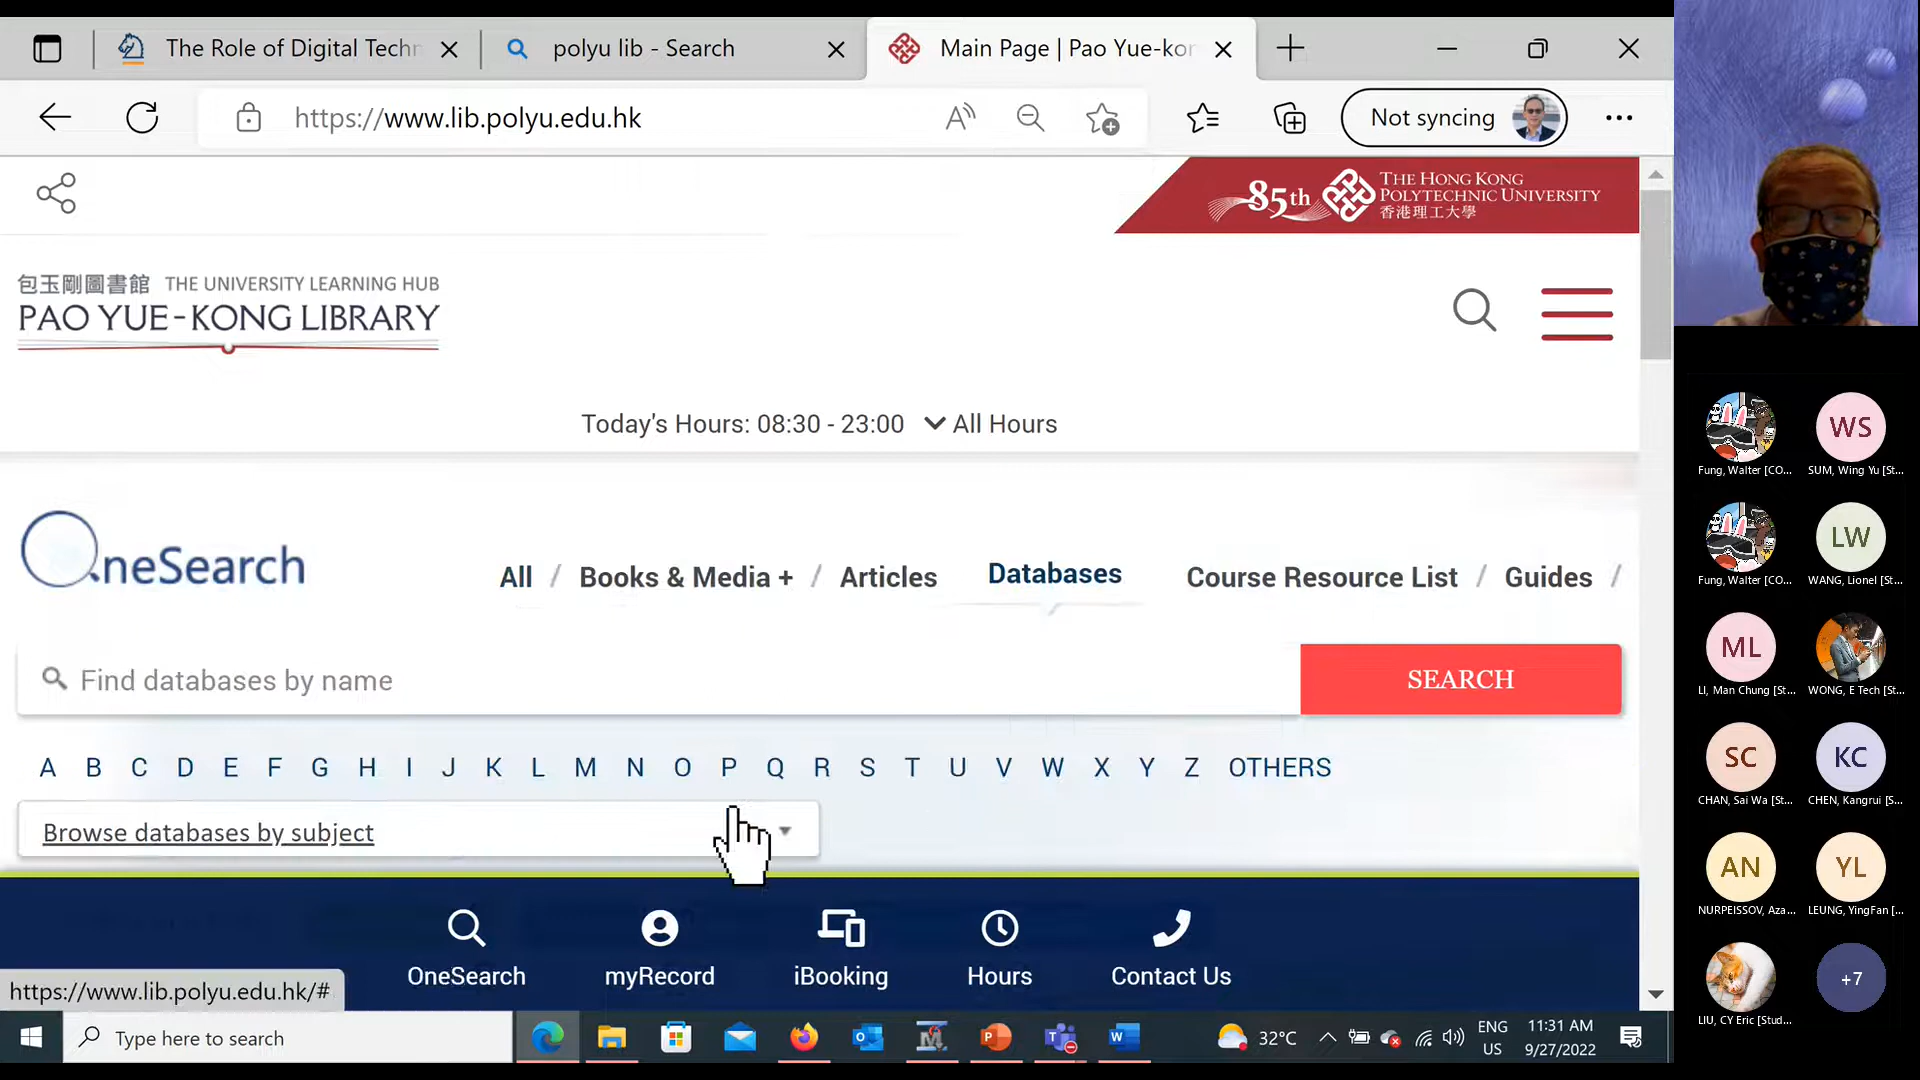 The Role of Digital Techr
polyu lib - Search
Main Page | Pao Yue-kor
https://www.lib.polyu.edu.hk
Not syncing
85th
THE HONG KONG
POLYTECHNIC UNIVERSITY
香港理工大學
包玉剛圖書館 THE UNIVERSITY LEARNING HUB
PAO YUE-KONG LIBRARY
Today's Hours: 08:30 - 23:00 All Hours
OneSearch
All / Books & Media + / Articles Databases Course Resource List / Guides /
Find databases by name
SEARCH
A B C D E F G H I J K L M N O P Q R S T U V W X Y Z OTHERS
Browse databases by subject
OneSearch
myRecord
iBooking
Hours
Contact Us
https://www.lib.polyu.edu.hk/#
Type here to search
32°C
ENG
US
11:31 AM
9/27/2022
Fung, Walter [CO...
WS
SUM, Wing Yu [St...
Fung, Walter [CO...
LW
WANG, Lionel [St...
ML
LI, Man Chung [St...
WONG, E Tech [St...
SC
CHAN, Sai Wa [St...
KC
CHEN, Kangrui [S...
AN
NURPEISSOV, Aza...
YL
LEUNG, YingFan [...
LIU, CY Eric [Stud...
+7